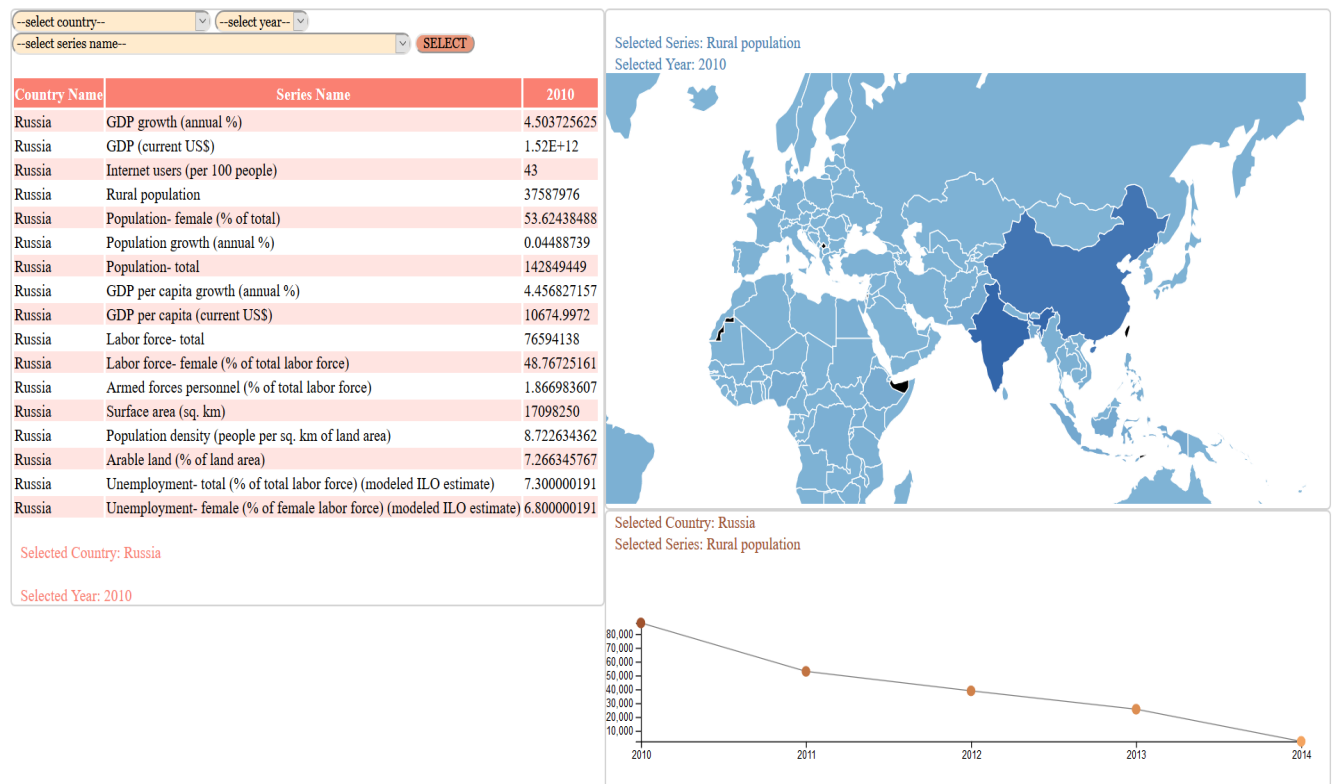 --select country-- --select year--
--select series name-- SELECT
Country Name Series Name 2010
Russia GDP growth (annual %) 4.503725625
Russia GDP (current US$) 1.52E+12
Russia Internet users (per 100 people) 43
Russia Rural population 37587976
Russia Population- female (% of total) 53.62438488
Russia Population growth (annual %) 0.04488739
Russia Population- total 142849449
Russia GDP per capita growth (annual %) 4.456827157
Russia GDP per capita (current US$) 10674.9972
Russia Labor force- total 76594138
Russia Labor force- female (% of total labor force) 48.76725161
Russia Armed forces personnel (% of total labor force) 1.866983607
Russia Surface area (sq. km) 17098250
Russia Population density (people per sq. km of land area) 8.722634362
Russia Arable land (% of land area) 7.266345767
Russia Unemployment- total (% of total labor force) (modeled ILO estimate) 7.300000191
Russia Unemployment- female (% of female labor force) (modeled ILO estimate) 6.800000191
Selected Country: Russia
Selected Year: 2010
Selected Series: Rural population
Selected Year: 2010
Selected Country: Russia
Selected Series: Rural population
80,000
70,000
60,000
50,000
40,000
30,000
20,000
10,000
2010 2011 2012 2013 2014